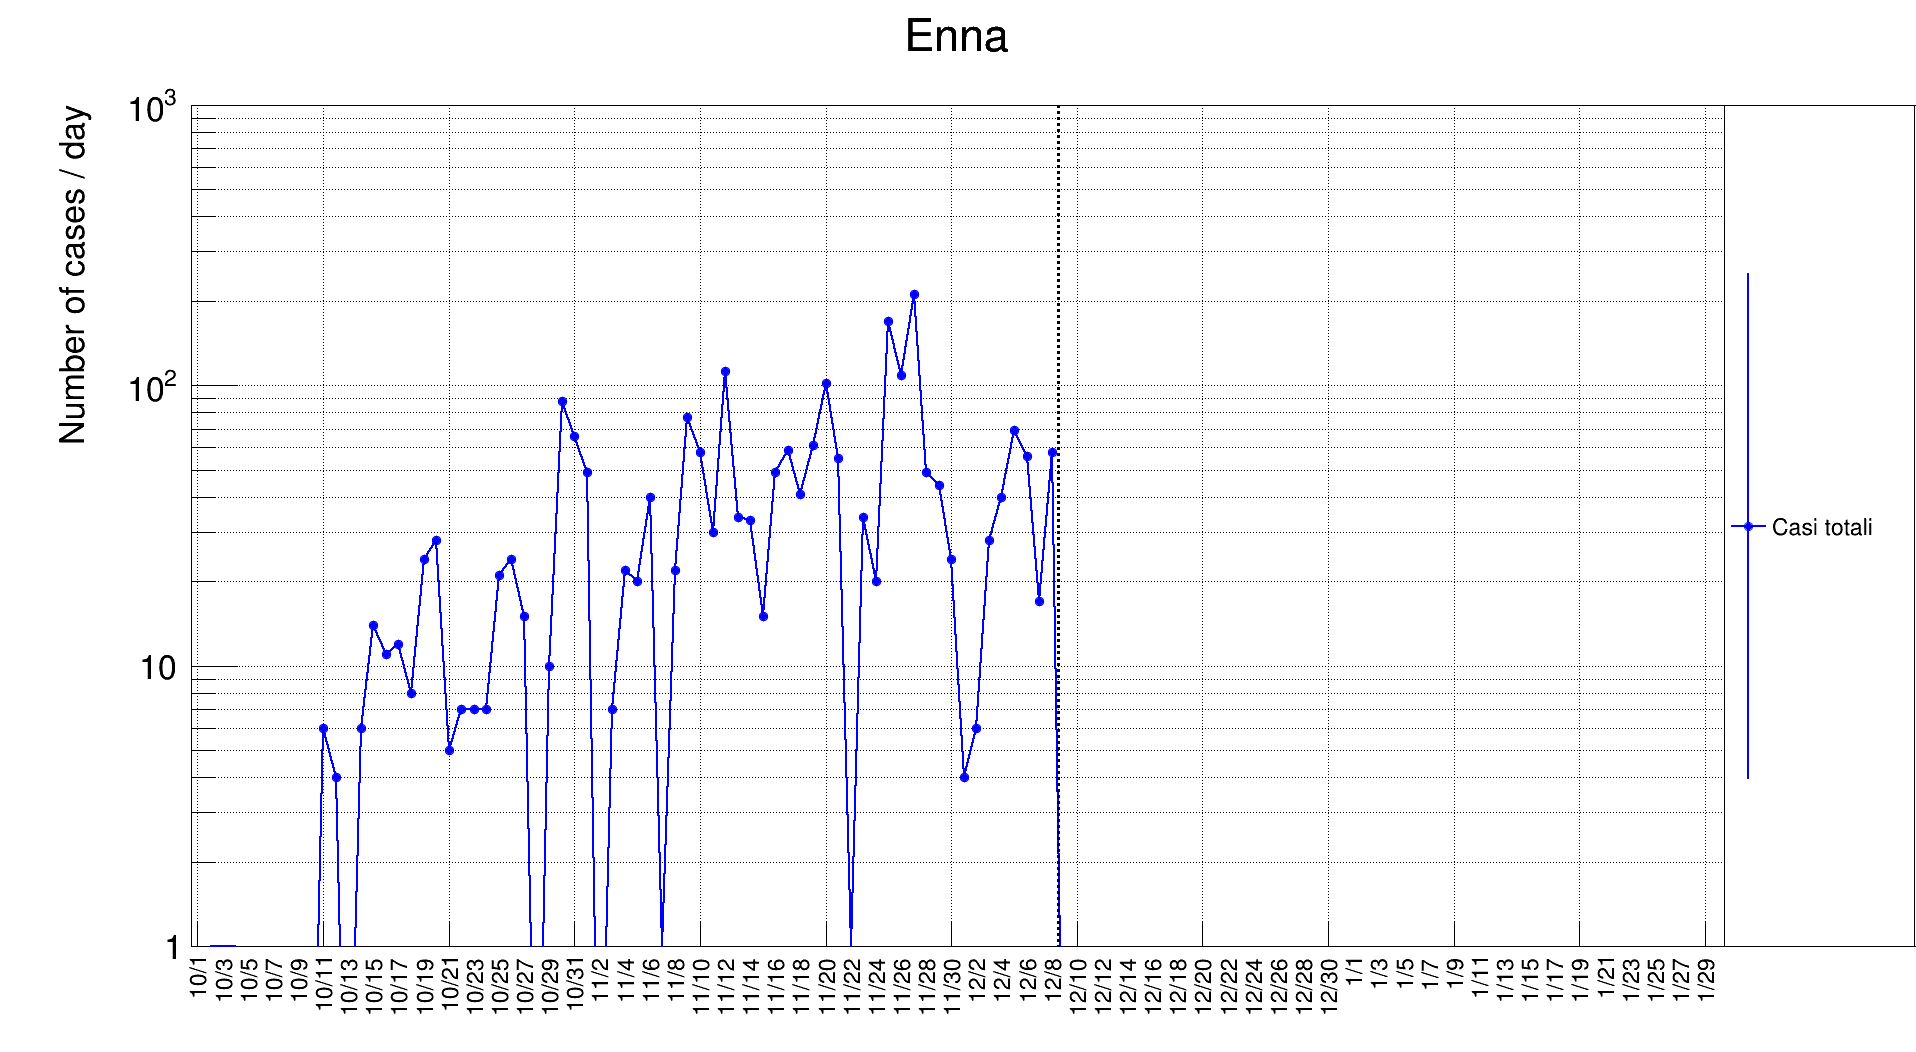 Enna
Number of cases / day
10³
10²
10
1
10/1 10/3 10/5 10/7 10/9 10/11 10/13 10/15 10/17 10/19 10/21 10/23 10/25 10/27 10/29 10/31 11/2 11/4 11/6 11/8 11/10 11/12 11/14 11/16 11/18 11/20 11/22 11/24 11/26 11/28 11/30 12/2 12/4 12/6 12/8 12/10 12/12 12/14 12/16 12/18 12/20 12/22 12/24 12/26 12/28 12/30 1/1 1/3 1/5 1/7 1/9 1/11 1/13 1/15 1/17 1/19 1/21 1/23 1/25 1/27 1/29
Casi totali